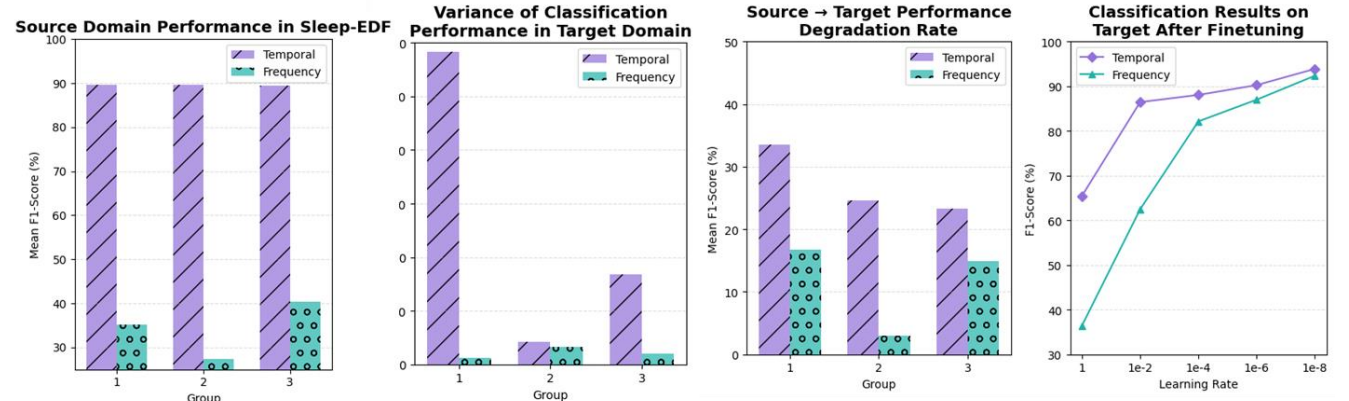 Source Domain Performance in Sleep-EDF
100
90
80
70
60
50
40
30
Mean F1-Score (%)
Temporal
Frequency
1 2 3
Group
Variance of Classification
Performance in Target Domain
0
0
0
0
0
0
0
Temporal
Frequency
1 2 3
Group
Source → Target Performance
Degradation Rate
50
40
30
20
10
0
Mean F1-Score (%)
Temporal
Frequency
1 2 3
Group
Classification Results on
Target After Finetuning
100
90
80
70
60
50
40
30
F1-Score (%)
Temporal
Frequency
1 1e-2 1e-4 1e-6 1e-8
Learning Rate